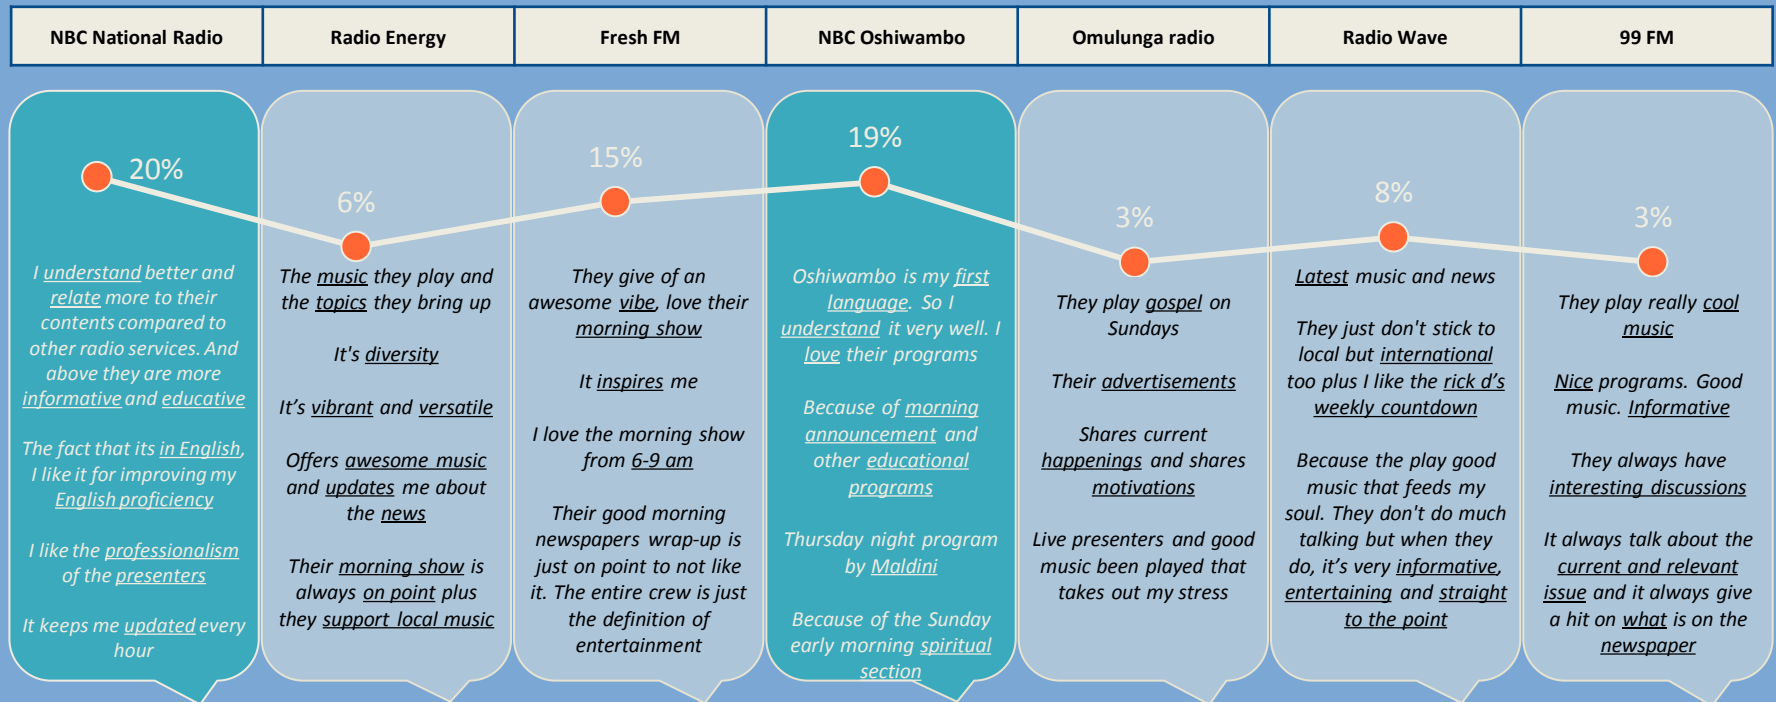 NBC National Radio
Radio Energy
Fresh FM
NBC Oshiwambo
Omulunga radio
Radio Wave
99 FM
20%
I understand better and
relate more to their
contents compared to
other radio services. And
above they are more
informative and educative
The fact that its in English,
I like it for improving my
English proficiency
I like the professionalism
of the presenters
It keeps me updated every
hour
6%
The music they play and
the topics they bring up
It's diversity
It’s vibrant and versatile
Offers awesome music
and updates me about
the news
Their morning show is
always on point plus
they support local music
15%
They give of an
awesome vibe, love their
morning show
It inspires me
I love the morning show
from 6-9 am
Their good morning
newspapers wrap-up is
just on point to not like
it. The entire crew is just
the definition of
entertainment
19%
Oshiwambo is my first
language. So I
understand it very well. I
love their programs
Because of morning
announcement and
other educational
programs
Thursday night program
by Maldini
Because of the Sunday
early morning spiritual
section
3%
They play gospel on
Sundays
Their advertisements
Shares current
happenings and shares
motivations
Live presenters and good
music been played that
takes out my stress
8%
Latest music and news
They just don't stick to
local but international
too plus I like the rick d’s
weekly countdown
Because the play good
music that feeds my
soul. They don't do much
talking but when they
do, it’s very informative,
entertaining and straight
to the point
3%
They play really cool
music
Nice programs. Good
music. Informative
They always have
interesting discussions
It always talk about the
current and relevant
issue and it always give
a hit on what is on the
newspaper